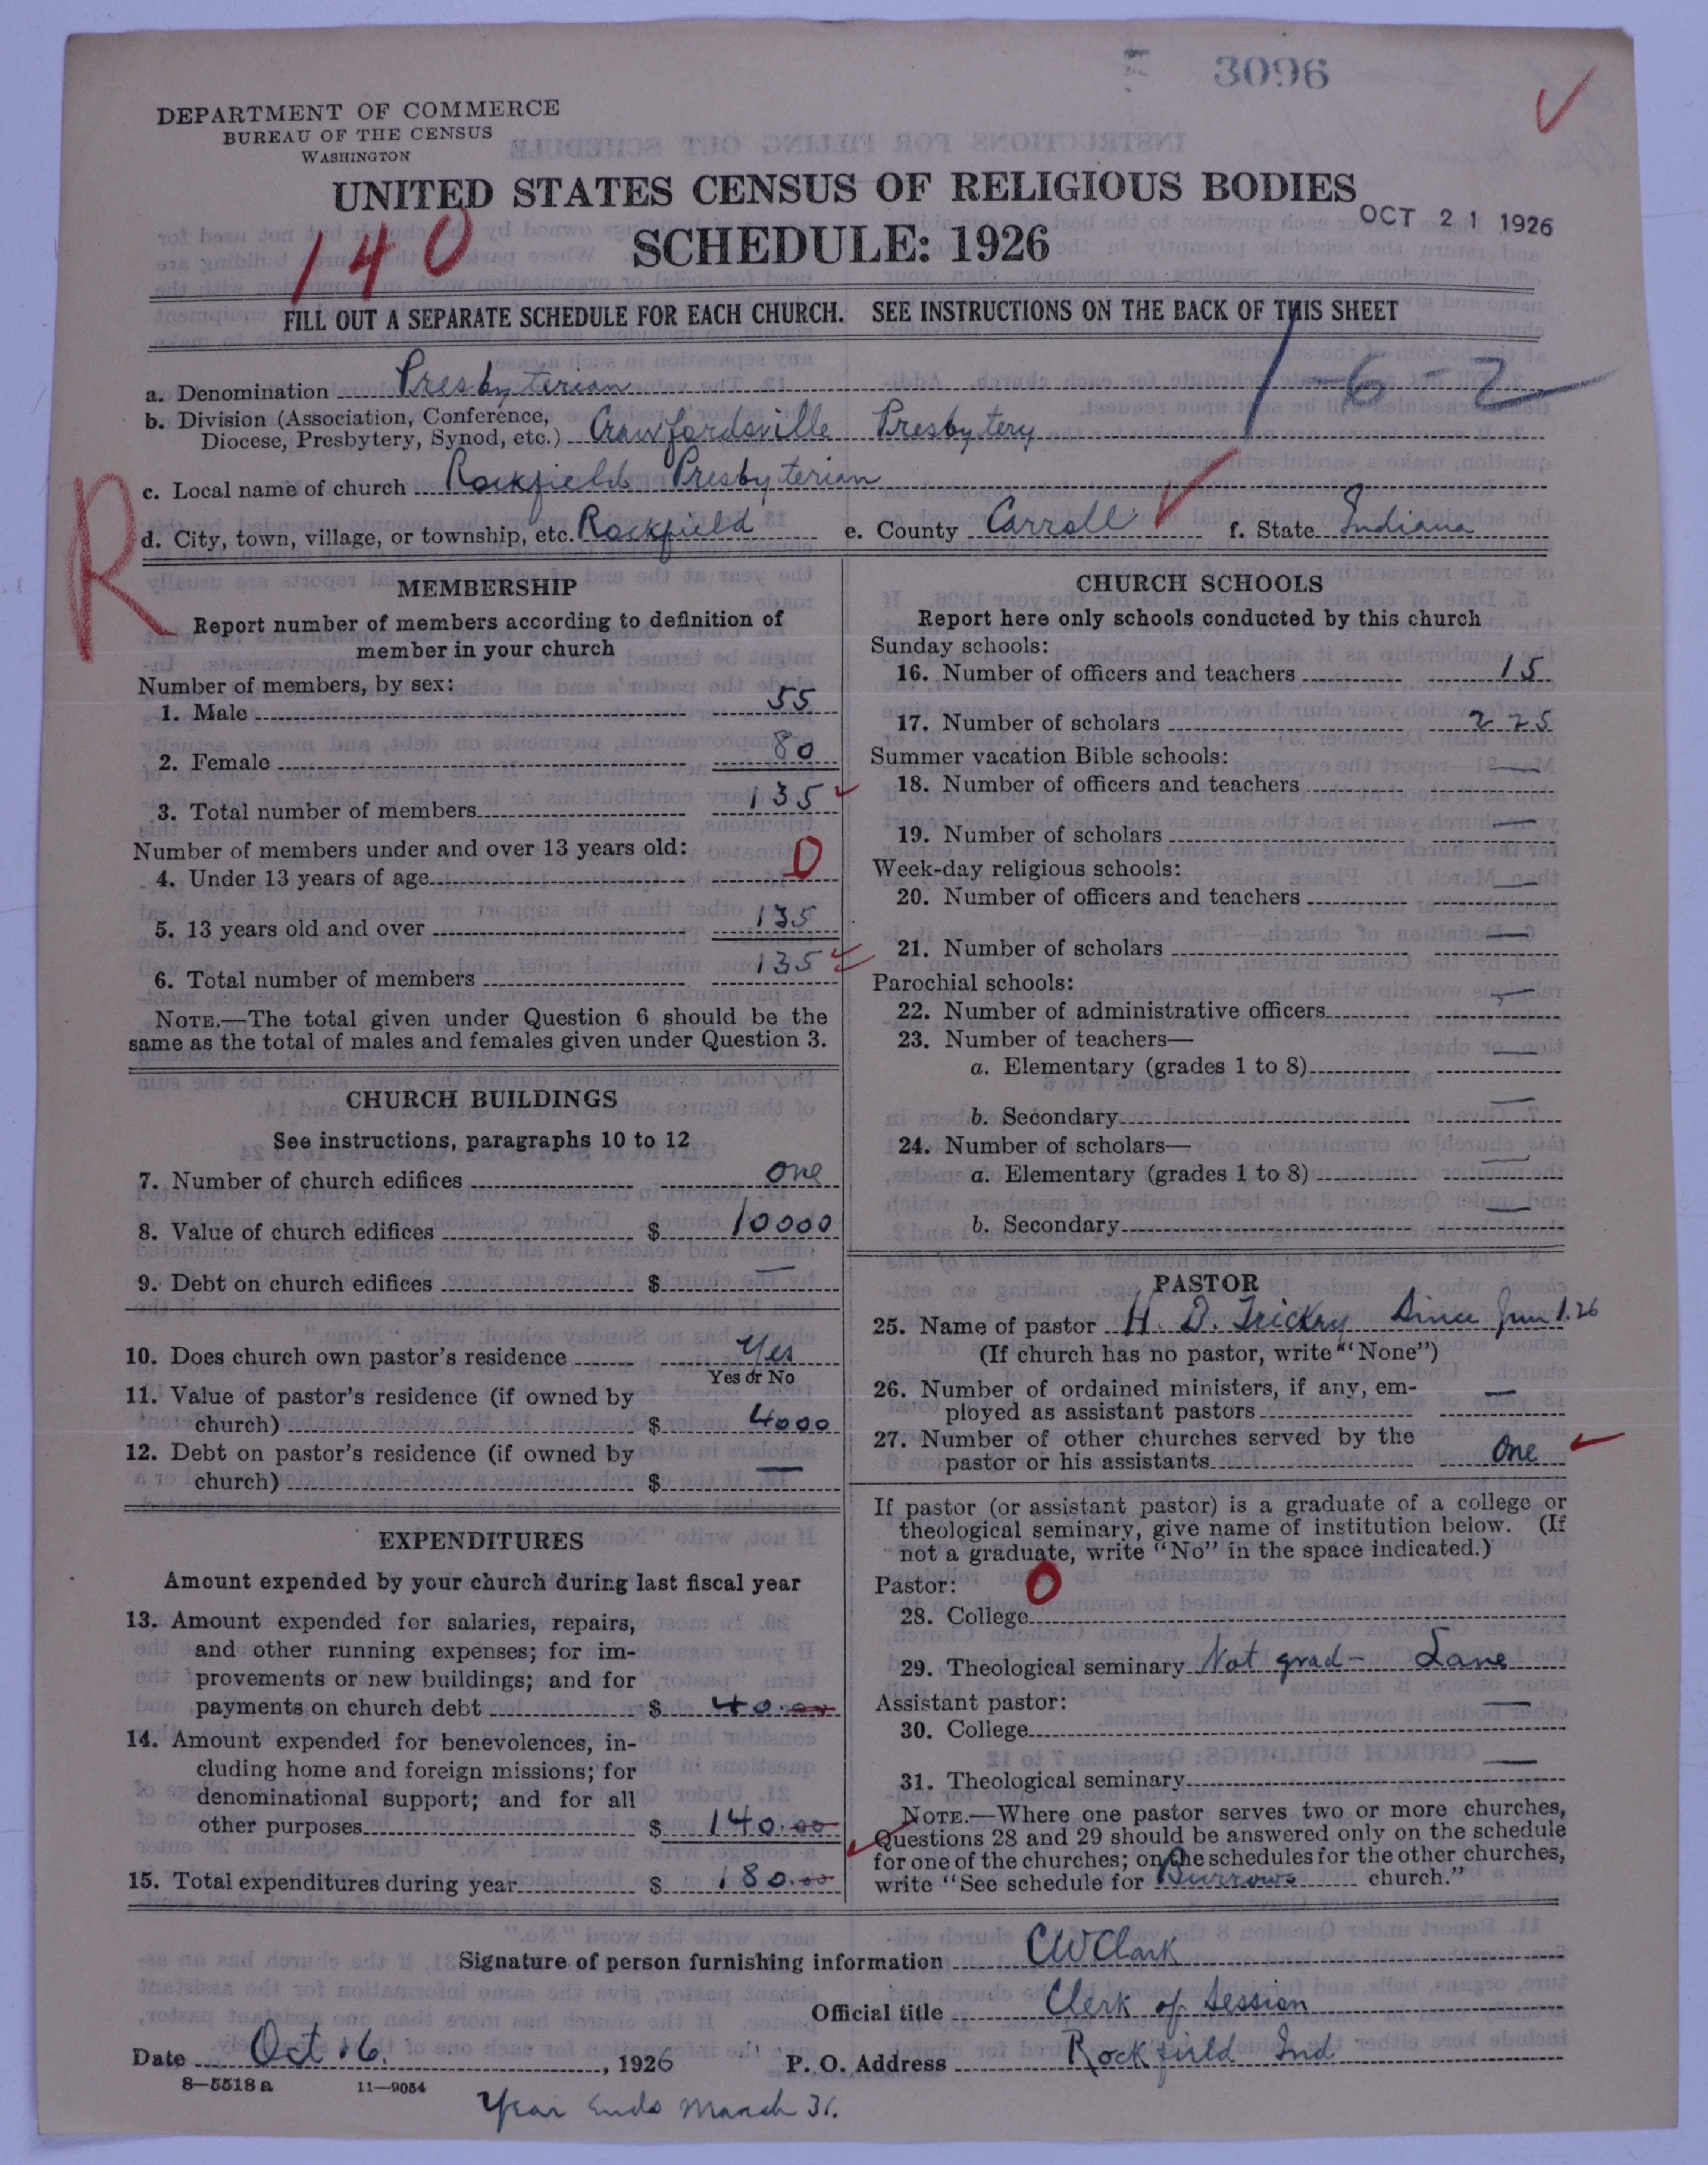 3096
DEPARTMENT OF COMMERCE
BUREAU OF THE CENSUS
WASHINGTON
UNITED STATES CENSUS OF RELIGIOUS BODIES
OCT 21 1926
140
SCHEDULE: 1926
FILL OUT A SEPARATE SCHEDULE FOR EACH CHURCH. SEE INSTRUCTIONS ON THE BACK OF THIS SHEET
1-6-2
a. Denomination Presbyterian
b. Division (Association, Conference,
Diocese, Presbytery, Synod, etc.) Crawfordsville Presbytery
c. Local name of church Rockfield Presbyterian
R
d. City, town, village, or township, etc. Rockfield e. County Carroll f. State Indiana
MEMBERSHIP
Report number of members according to definition of
member in your church
Number of members, by sex:
1. Male 55
2. Female 80
3. Total number of members 135
Number of members under and over 13 years old:
4. Under 13 years of age 0
5. 13 years old and over 135
6. Total number of members 135
NOTE.—The total given under Question 6 should be the
same as the total of males and females given under Question 3.
CHURCH BUILDINGS
See instructions, paragraphs 10 to 12
7. Number of church edifices one
8. Value of church edifices $ 10000
9. Debt on church edifices $ —
10. Does church own pastor's residence Yes
Yes or No
11. Value of pastor's residence (if owned by
church) $ 4000
12. Debt on pastor's residence (if owned by
church) $ —
EXPENDITURES
Amount expended by your church during last fiscal year
13. Amount expended for salaries, repairs,
and other running expenses; for im-
provements or new buildings; and for
payments on church debt $ 40.00
14. Amount expended for benevolences, in-
cluding home and foreign missions; for
denominational support; and for all
other purposes $ 140.00
15. Total expenditures during year $ 180.00
CHURCH SCHOOLS
Report here only schools conducted by this church
Sunday schools:
16. Number of officers and teachers 15
17. Number of scholars 225
Summer vacation Bible schools:
18. Number of officers and teachers —
19. Number of scholars —
Week-day religious schools:
20. Number of officers and teachers —
21. Number of scholars —
Parochial schools:
22. Number of administrative officers —
23. Number of teachers—
a. Elementary (grades 1 to 8) —
b. Secondary —
24. Number of scholars—
a. Elementary (grades 1 to 8) —
b. Secondary —
PASTOR
25. Name of pastor H. D. Trickey Since Jun 1. 26
(If church has no pastor, write "None")
26. Number of ordained ministers, if any, em-
ployed as assistant pastors —
27. Number of other churches served by the
pastor or his assistants One
If pastor (or assistant pastor) is a graduate of a college or
theological seminary, give name of institution below. (If
not a graduate, write "No" in the space indicated.)
Pastor: 0
28. College
29. Theological seminary Not grad - Lane
Assistant pastor:
30. College —
31. Theological seminary —
NOTE.—Where one pastor serves two or more churches,
Questions 28 and 29 should be answered only on the schedule
for one of the churches; on the schedules for the other churches,
write "See schedule for Burrows church."
Signature of person furnishing information CW Clark
Official title Clerk of Session
Date Oct 16, 1926 P. O. Address Rockfield Ind
8—5518 a 11—9054
Year Ends March 31.